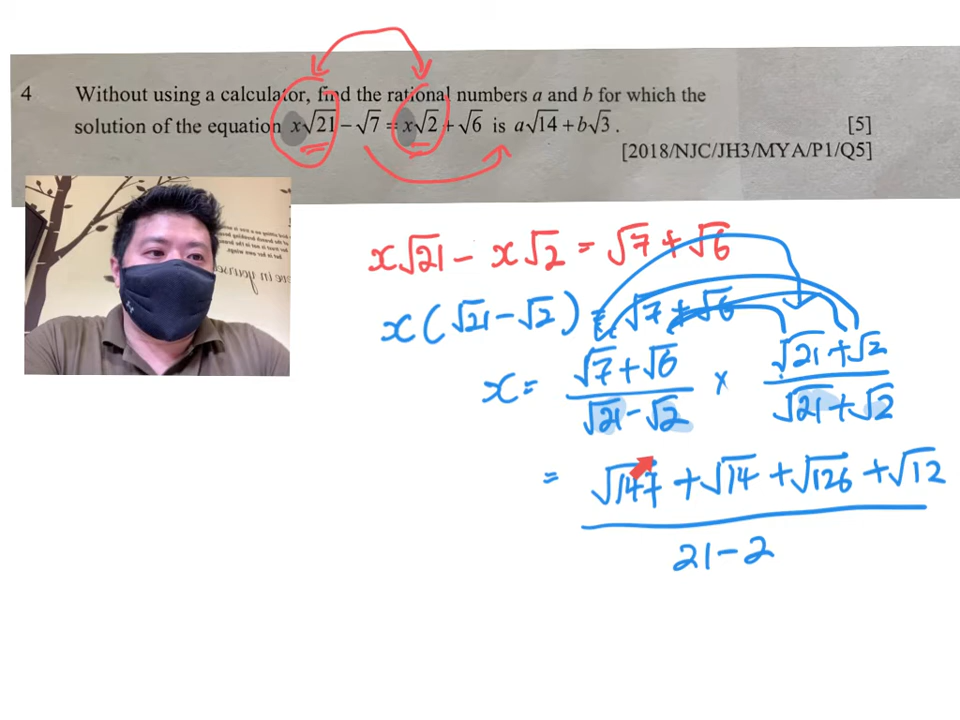 4 Without using a calculator, find the rational numbers a and b for which the
solution of the equation x√21 − √7 = x√2 + √6 is a√14 + b√3. [5]
[2018/NJC/JH3/MYA/P1/Q5]
x√21 − x√2 = √7 + √6
x(√21 − √2) = √7 + √6
x = (√7 + √6)/(√21 − √2) × (√21 + √2)/(√21 + √2)
= (√147 + √14 + √126 + √12)/(21 − 2)